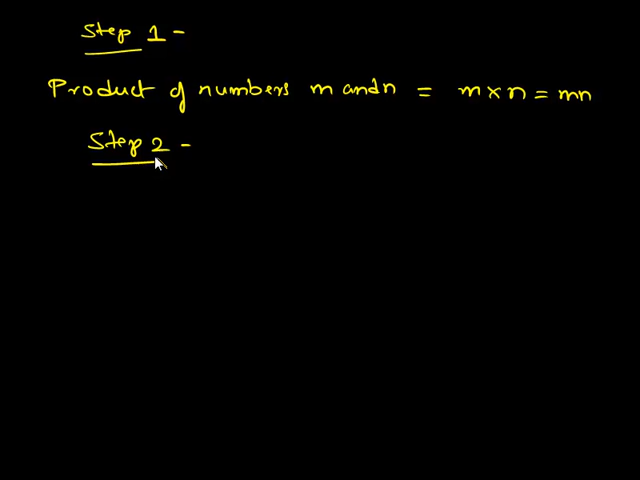 Step 1 -
Product of numbers m and n = m × n = mn
Step 2 -